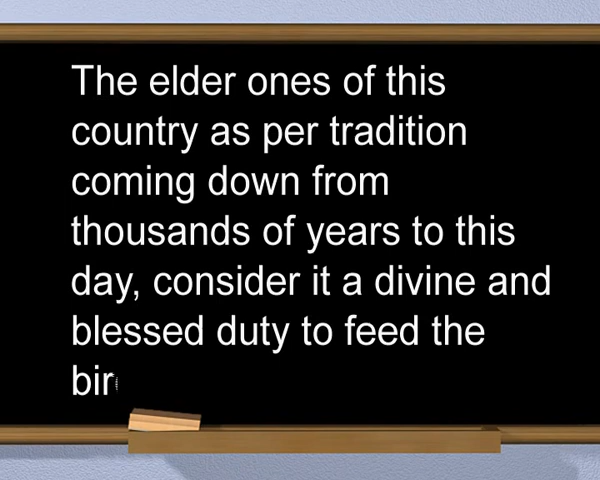 The elder ones of this
country as per tradition
coming down from
thousands of years to this
day, consider it a divine and
blessed duty to feed the
bir